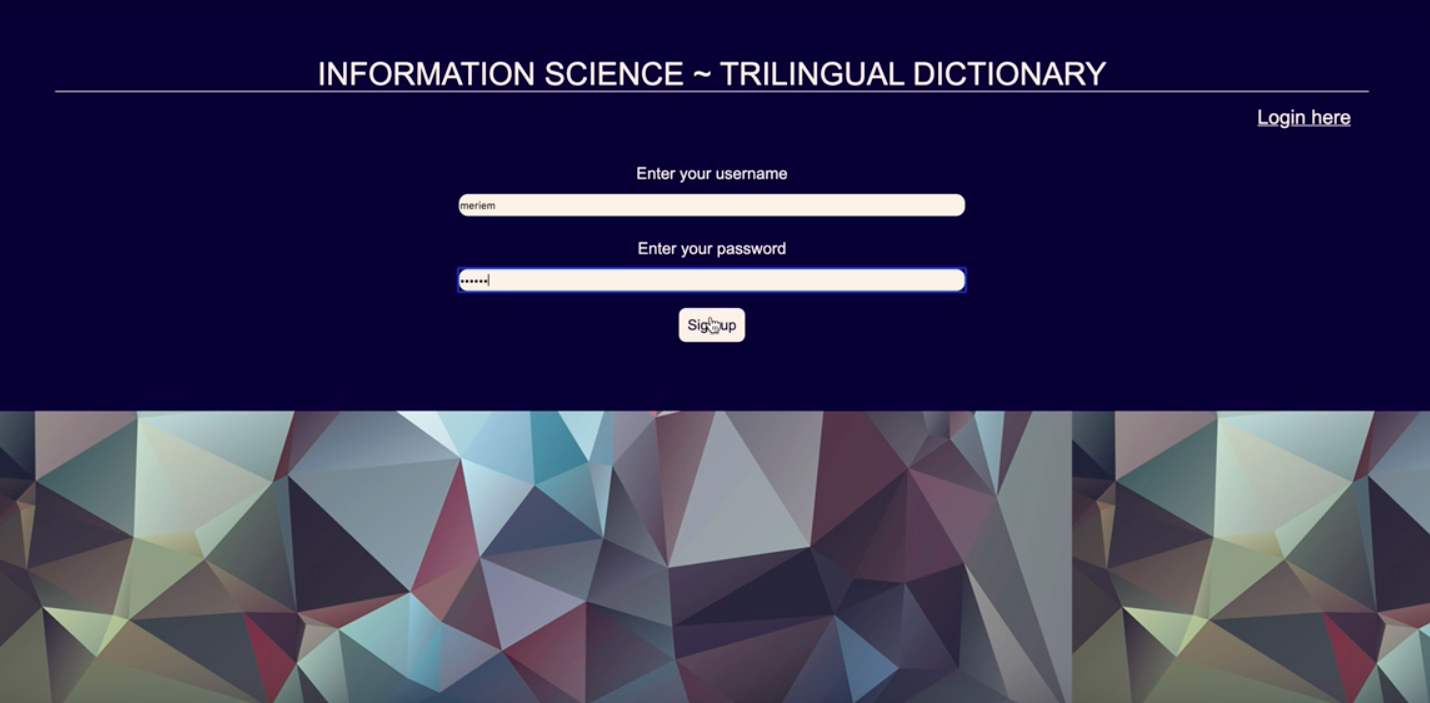 INFORMATION SCIENCE ~ TRILINGUAL DICTIONARY
Login here
Enter your username
meriem
Enter your password
••••••
Sign up